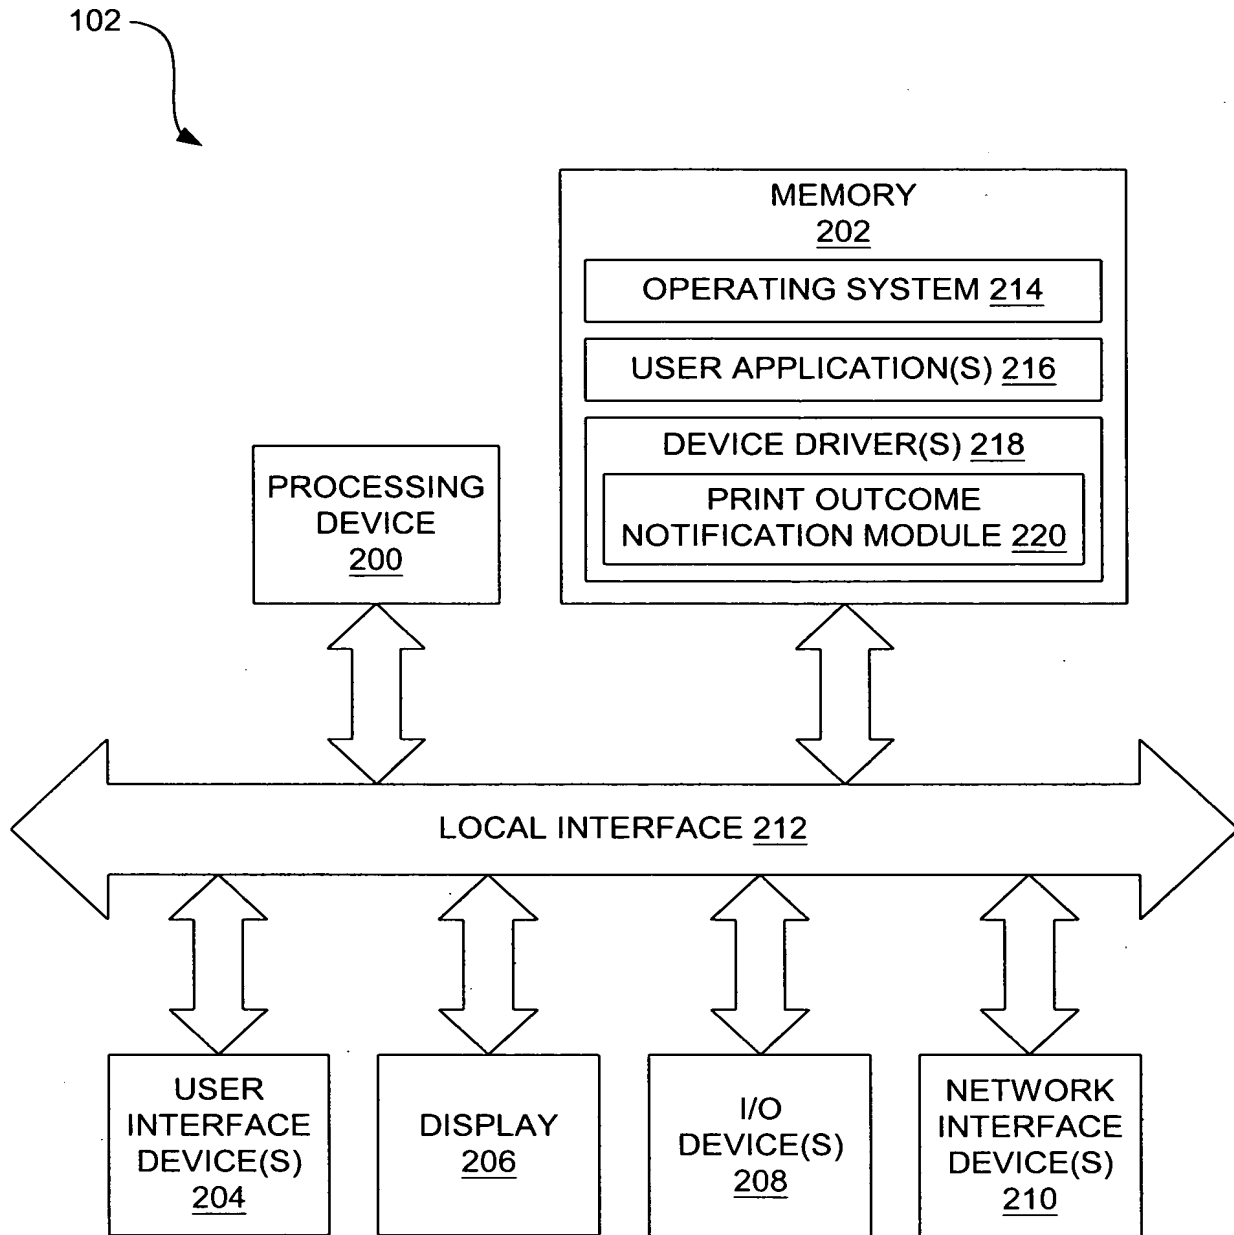 102
MEMORY
202
OPERATING SYSTEM 214
USER APPLICATION(S) 216
DEVICE DRIVER(S) 218
PRINT OUTCOME
NOTIFICATION MODULE 220
PROCESSING
DEVICE
200
LOCAL INTERFACE 212
USER
INTERFACE
DEVICE(S)
204
DISPLAY
206
I/O
DEVICE(S)
208
NETWORK
INTERFACE
DEVICE(S)
210